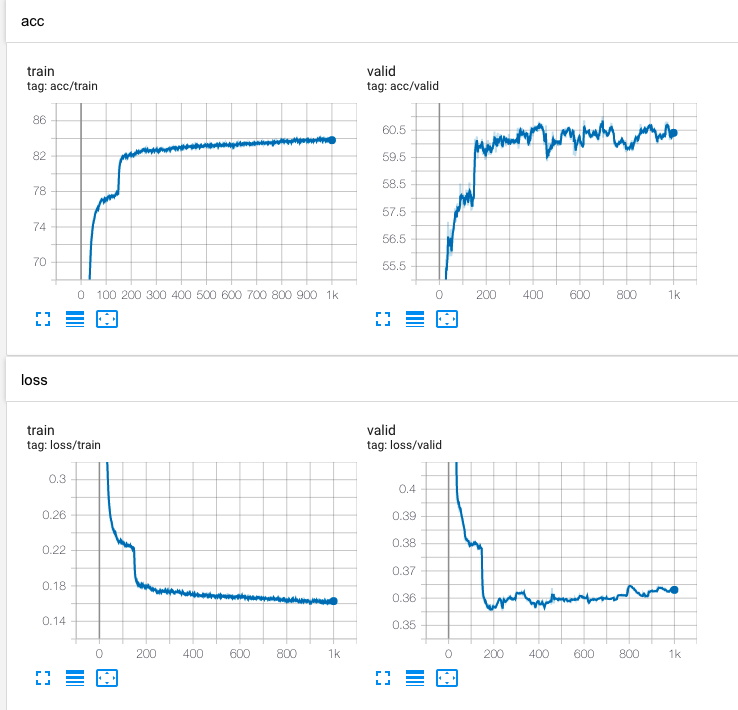 acc
train
tag: acc/train
86
82
78
74
70
0 100 200 300 400 500 600 700 800 900 1k
valid
tag: acc/valid
60.5
59.5
58.5
57.5
56.5
55.5
0 200 400 600 800 1k
loss
train
tag: loss/train
0.3
0.26
0.22
0.18
0.14
0 200 400 600 800 1k
valid
tag: loss/valid
0.4
0.39
0.38
0.37
0.36
0.35
0 200 400 600 800 1k